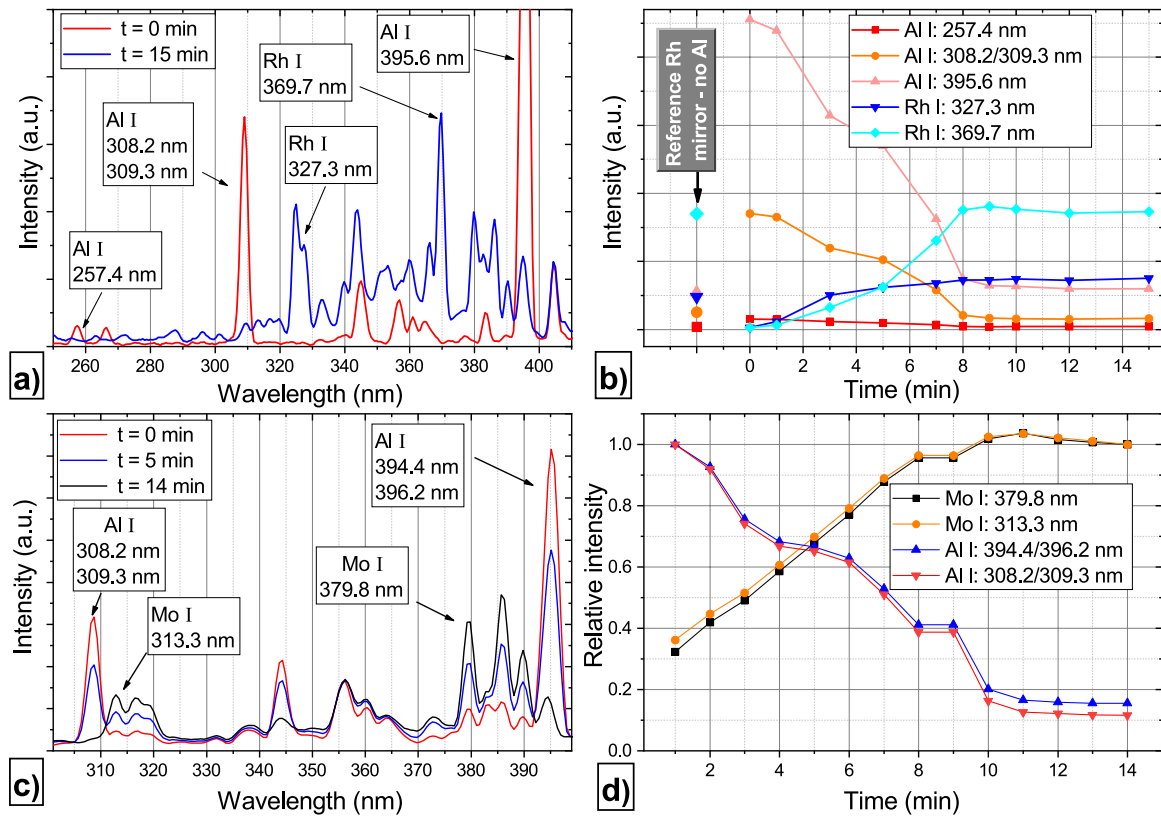 t = 0 min
t = 15 min
Al I
395.6 nm
Rh I
369.7 nm
Al I
308.2 nm
309.3 nm
Rh I
327.3 nm
Al I
257.4 nm
Intensity (a.u.)
260 280 300 320 340 360 380 400
Wavelength (nm)
a)
Reference Rh
mirror - no Al
Al I: 257.4 nm
Al I: 308.2/309.3 nm
Al I: 395.6 nm
Rh I: 327.3 nm
Rh I: 369.7 nm
Intensity (a.u.)
0 2 4 6 8 10 12 14
Time (min)
b)
t = 0 min
t = 5 min
t = 14 min
Al I
394.4 nm
396.2 nm
Al I
308.2 nm
309.3 nm
Mo I
313.3 nm
Mo I
379.8 nm
Intensity (a.u.)
310 320 330 340 350 360 370 380 390
Wavelength (nm)
c)
Mo I: 379.8 nm
Mo I: 313.3 nm
Al I: 394.4/396.2 nm
Al I: 308.2/309.3 nm
Relative intensity
1.0
0.8
0.6
0.4
0.2
0.0
2 4 6 8 10 12 14
Time (min)
d)